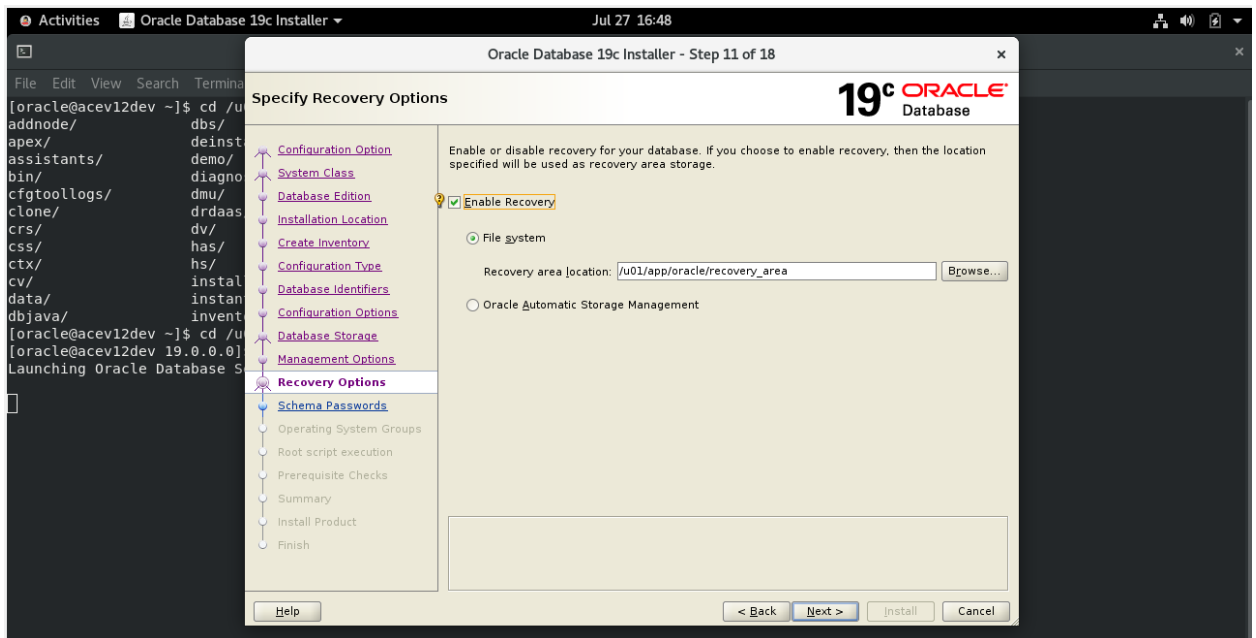 Activities Oracle Database 19c Installer Jul 27 16:48
Oracle Database 19c Installer - Step 11 of 18
File Edit View Search Termina
[oracle@acev12dev ~]$ cd /u
addnode/ dbs/
apex/ deinst
assistants/ demo/
bin/ diagno
cfgtoollogs/ dmu/
clone/ drdaas
crs/ dv/
css/ has/
ctx/ hs/
cv/ instal
data/ instan
dbjava/ invent
[oracle@acev12dev ~]$ cd /u
[oracle@acev12dev 19.0.0.0]
Launching Oracle Database S
Specify Recovery Options
19c ORACLE
Database
Configuration Option
System Class
Database Edition
Installation Location
Create Inventory
Configuration Type
Database Identifiers
Configuration Options
Database Storage
Management Options
Recovery Options
Schema Passwords
Operating System Groups
Root script execution
Prerequisite Checks
Summary
Install Product
Finish
Enable or disable recovery for your database. If you choose to enable recovery, then the location
specified will be used as recovery area storage.
Enable Recovery
File system
Recovery area location: /u01/app/oracle/recovery_area Browse...
Oracle Automatic Storage Management
Help < Back Next > Install Cancel